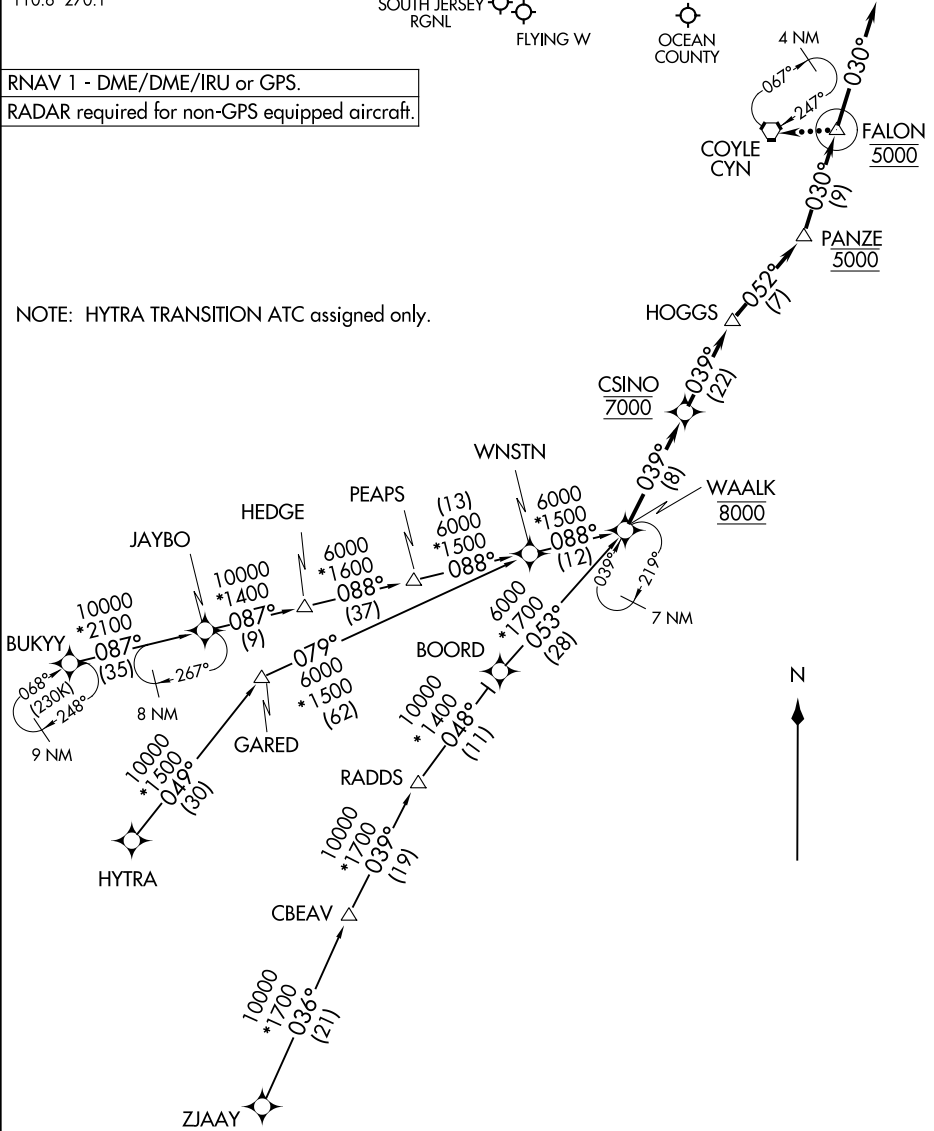 SOUTH JERSEY
RGNL
FLYING W
OCEAN
COUNTY
4 NM
067°
247°
030°
RNAV 1 - DME/DME/IRU or GPS.
RADAR required for non-GPS equipped aircraft.
COYLE
CYN
FALON
5000
030°
(9)
PANZE
5000
052°
(7)
NOTE: HYTRA TRANSITION ATC assigned only.
HOGGS
039°
(22)
CSINO
7000
039°
(8)
WAALK
8000
039°
219°
7 NM
WNSTN
6000
*1500
088°
(12)
PEAPS
(13)
6000
*1500
088°
HEDGE
6000
*1600
088°
(37)
JAYBO
10000
*1400
087°
(9)
267°
8 NM
BUKYY
10000
*2100
087°
(35)
068°
(230K)
248°
9 NM
079°
6000
*1500
(62)
GARED
10000
*1500
049°
(30)
HYTRA
6000
*1700
053°
(28)
BOORD
10000
*1400
048°
(11)
RADDS
10000
*1700
039°
(19)
CBEAV
10000
*1700
036°
(21)
ZJAAY
N